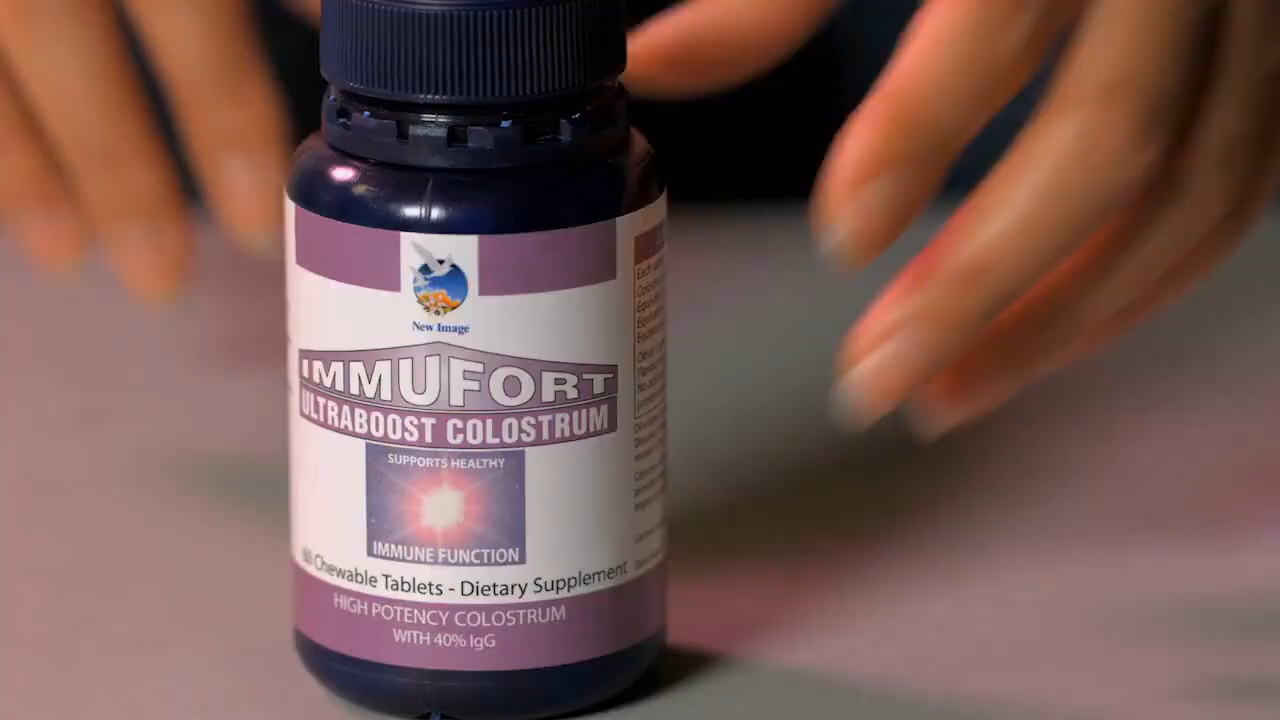 New Image
IMMUFORT
ULTRABOOST COLOSTRUM
SUPPORTS HEALTHY
IMMUNE FUNCTION
60 Chewable Tablets - Dietary Supplement
HIGH POTENCY COLOSTRUM
WITH 40% IgG
Each